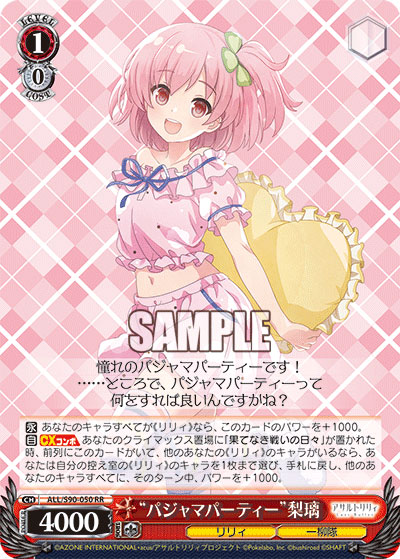 LEVEL
1
0
COST
SAMPLE
憧れのパジャマパーティーです！
……ところで、パジャマパーティーって
何をすれば良いんですかね？
永 あなたのキャラすべてが《リリィ》なら、このカードのパワーを＋1000。
自 CXコンボ あなたのクライマックス置場に「果てなき戦いの日々」が置かれた
時、前列にこのカードがいて、他のあなたの《リリィ》のキャラがいるなら、あな
たは自分の控え室の《リリィ》のキャラを1枚まで選び、手札に戻し、他のあな
たのキャラすべてに、そのターン中、パワーを＋1000。
CH ALL/S90-050 RR
POWER 4000
“パジャマパーティー”梨璃
アサルトリリィ
リリィ 一柳隊
©AZONE INTERNATIONAL・acus/アサルトリリィプロジェクト ©Pokelabo, Inc. ©bushiroad ©SHAFT